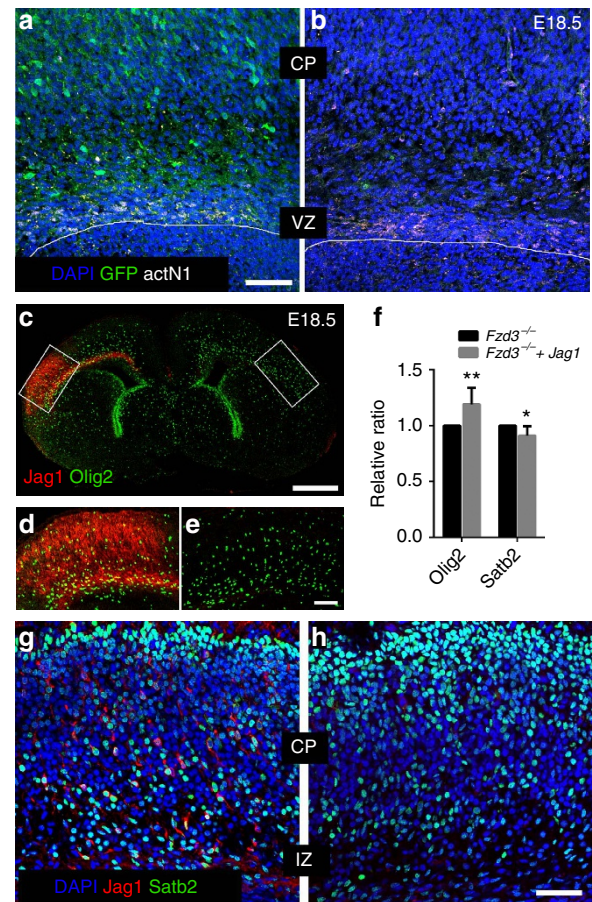 a
b
E18.5
CP
VZ
DAPI GFP actN1
c
E18.5
Jag1 Olig2
d
e
f
Fzd3⁻/⁻
Fzd3⁻/⁻ + Jag1
Relative ratio
1.5
1.0
0.5
0.0
**
*
Olig2
Satb2
g
h
CP
IZ
DAPI Jag1 Satb2